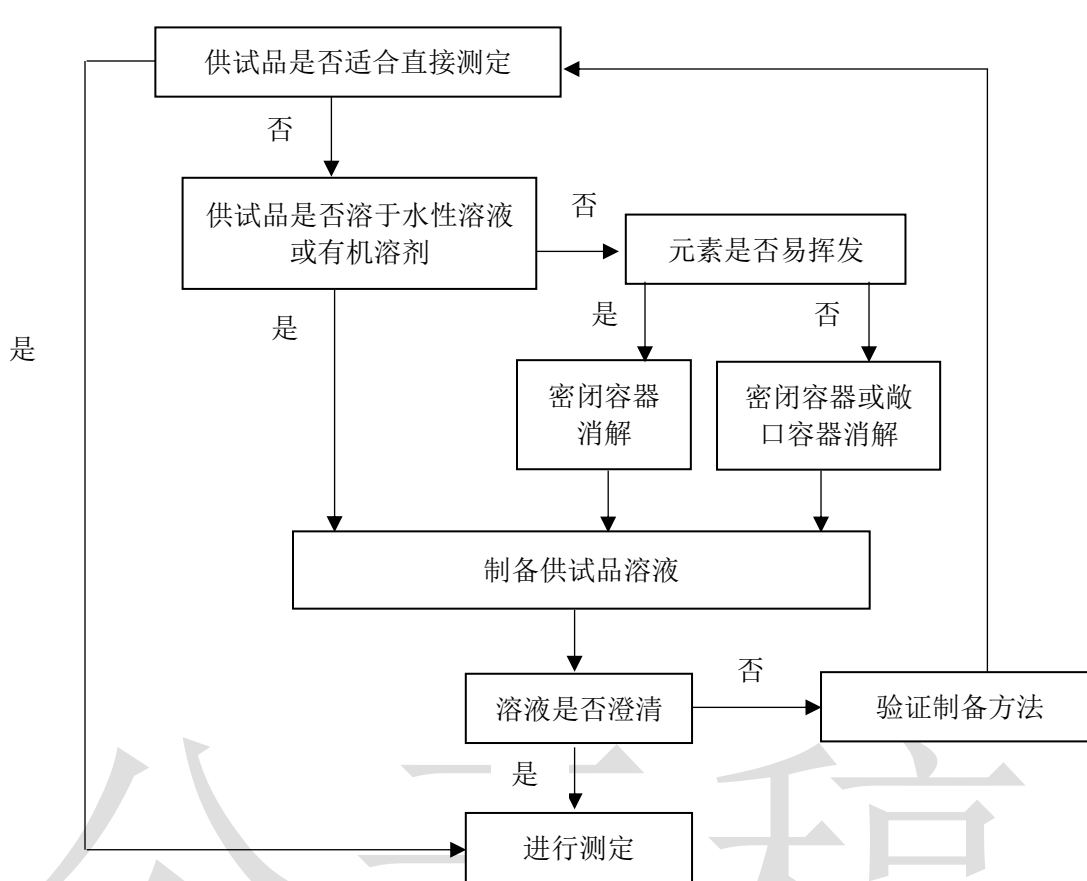 供试品是否适合直接测定
否
供试品是否溶于水性溶液
或有机溶剂
否
元素是否易挥发
是
是
是
否
密闭容器
消解
密闭容器或敞
口容器消解
制备供试品溶液
溶液是否澄清
否
验证制备方法
是
进行测定
公示稿